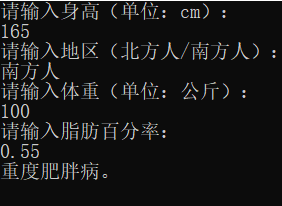 请输入身高（单位：cm）：
165
请输入地区（北方人/南方人）：
南方人
请输入体重（单位：公斤）：
100
请输入脂肪百分率：
0.55
重度肥胖病。